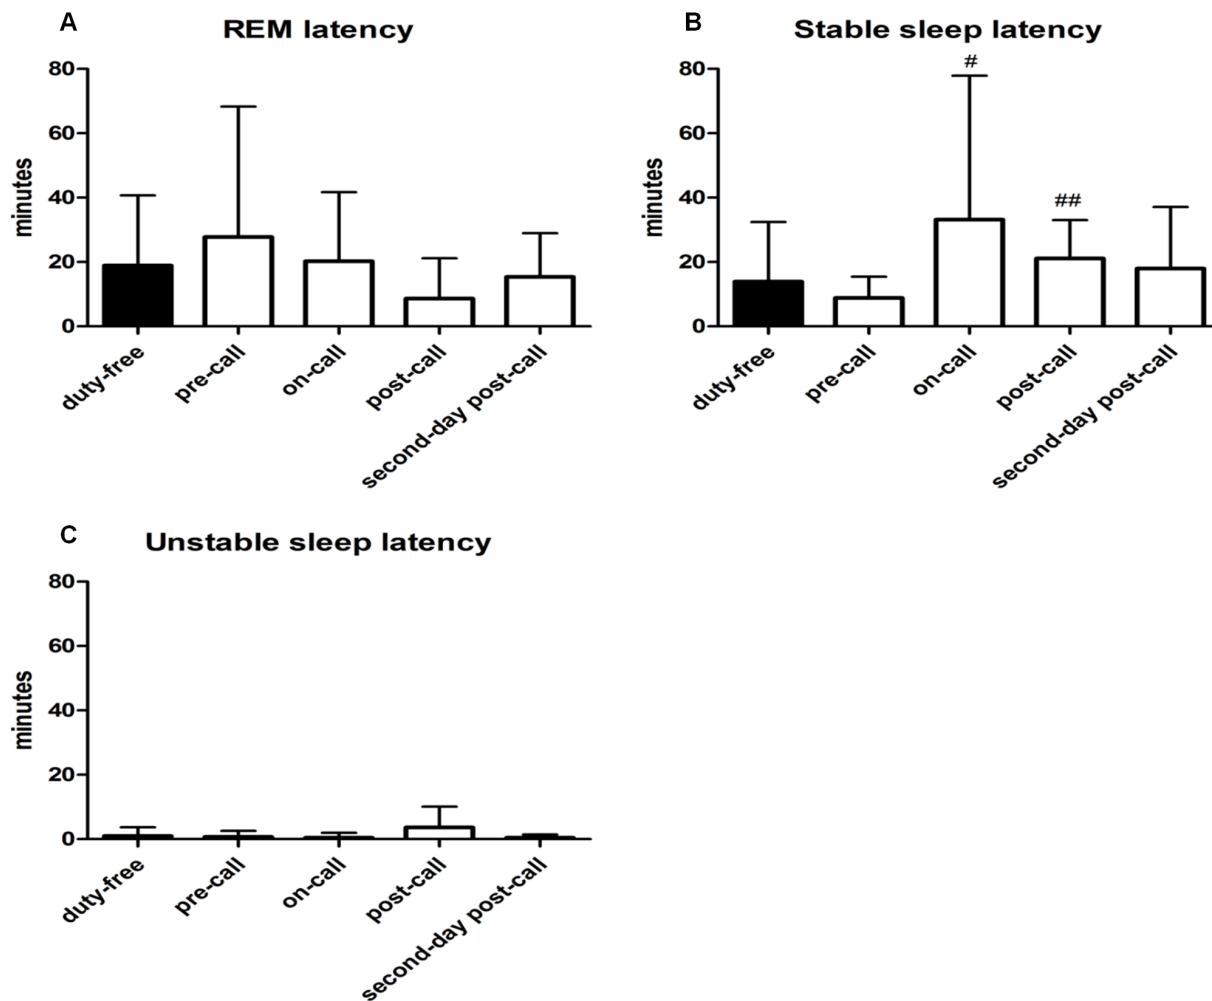 A
REM latency
80
60
40
20
0
minutes
duty-free
pre-call
on-call
post-call
second-day post-call
B
Stable sleep latency
#
##
80
60
40
20
0
minutes
duty-free
pre-call
on-call
post-call
second-day post-call
C
Unstable sleep latency
80
60
40
20
0
minutes
duty-free
pre-call
on-call
post-call
second-day post-call